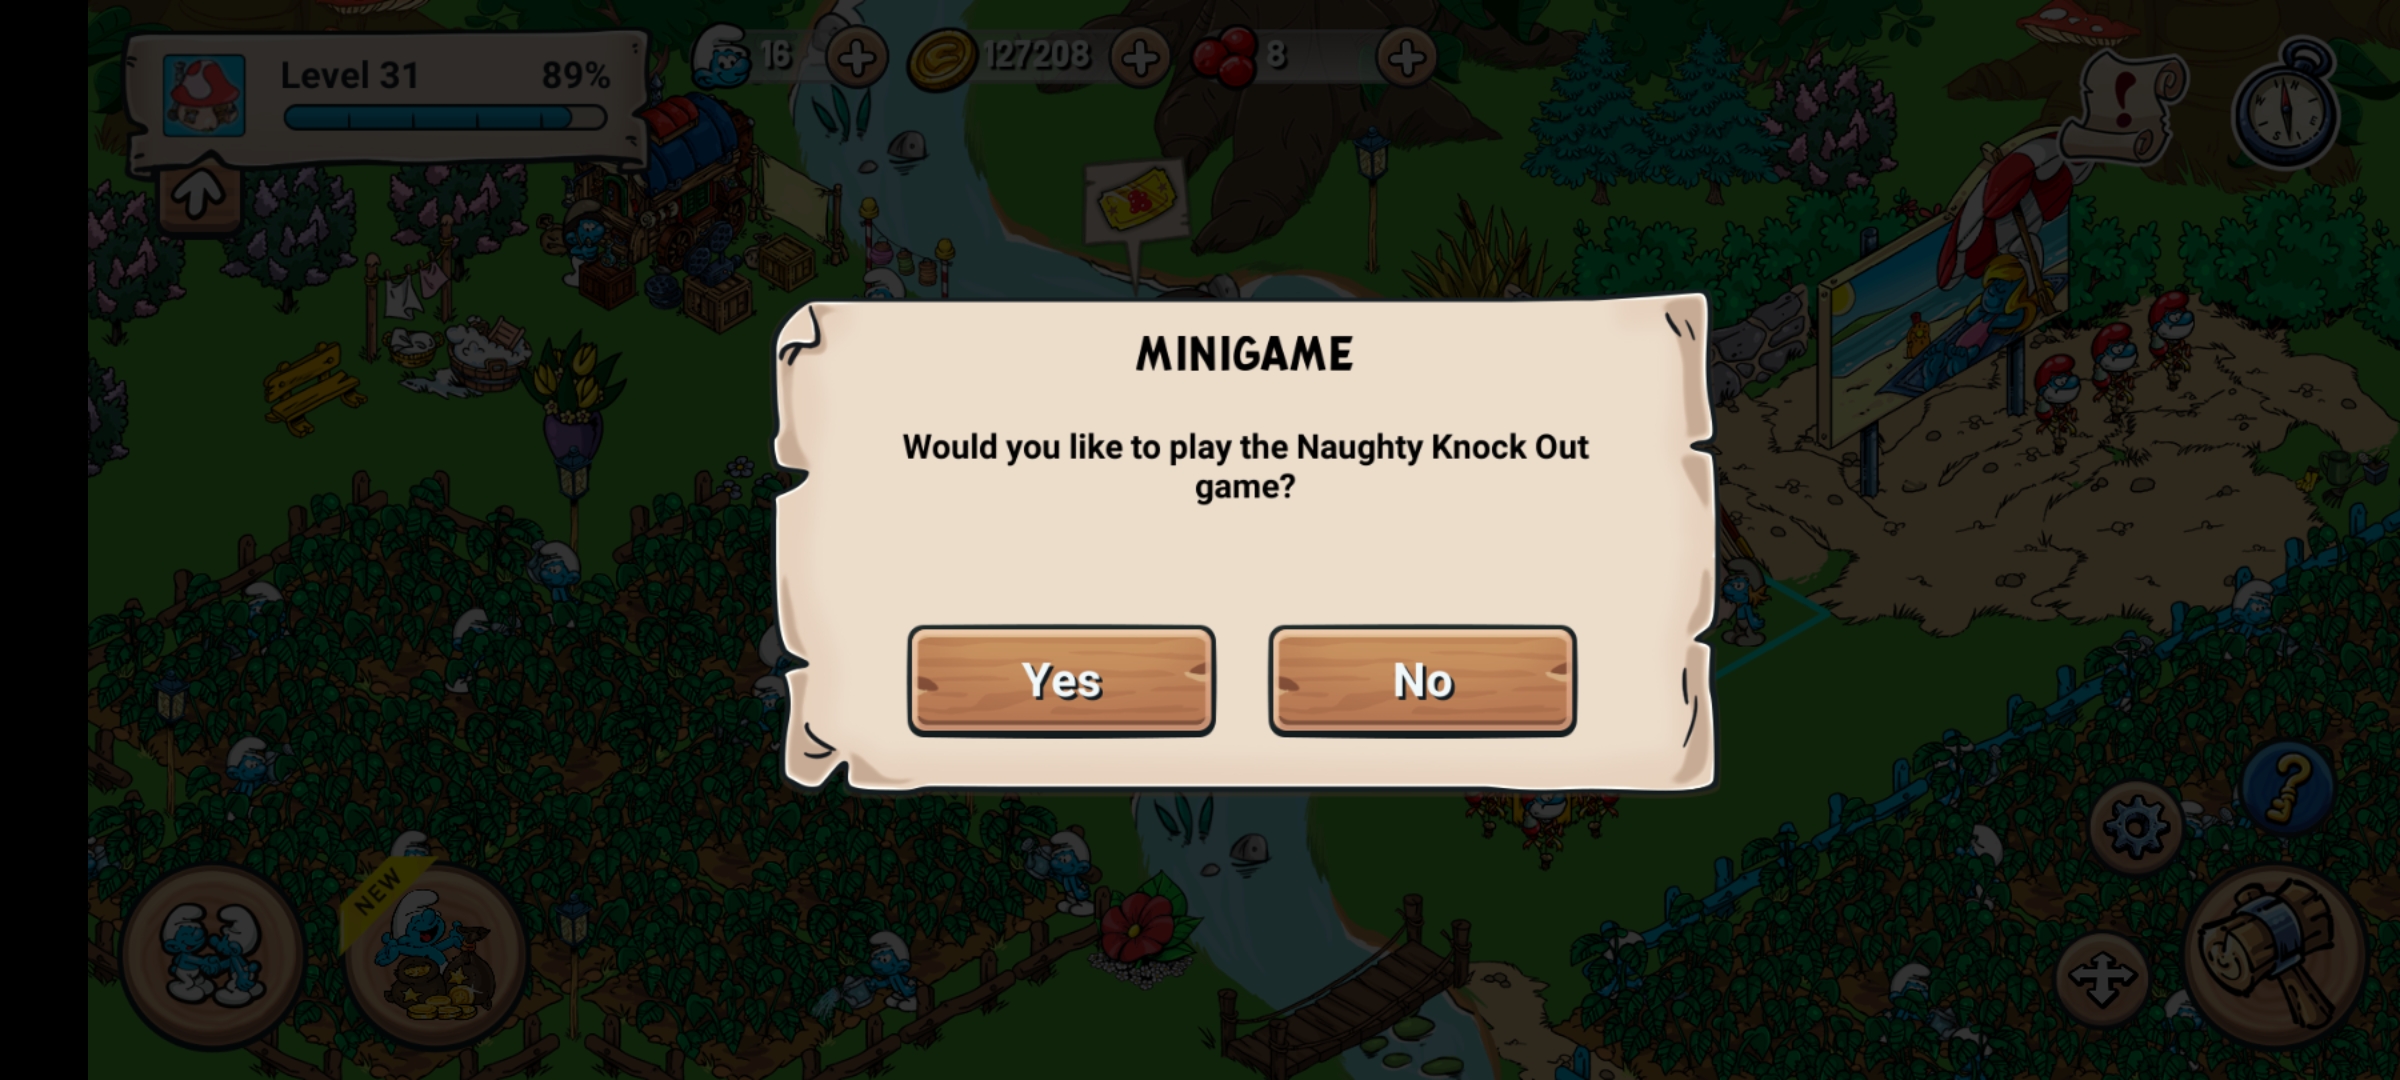 Level 31 89%
16
127208
8
MINIGAME
Would you like to play the Naughty Knock Out
game?
Yes
No
NEW